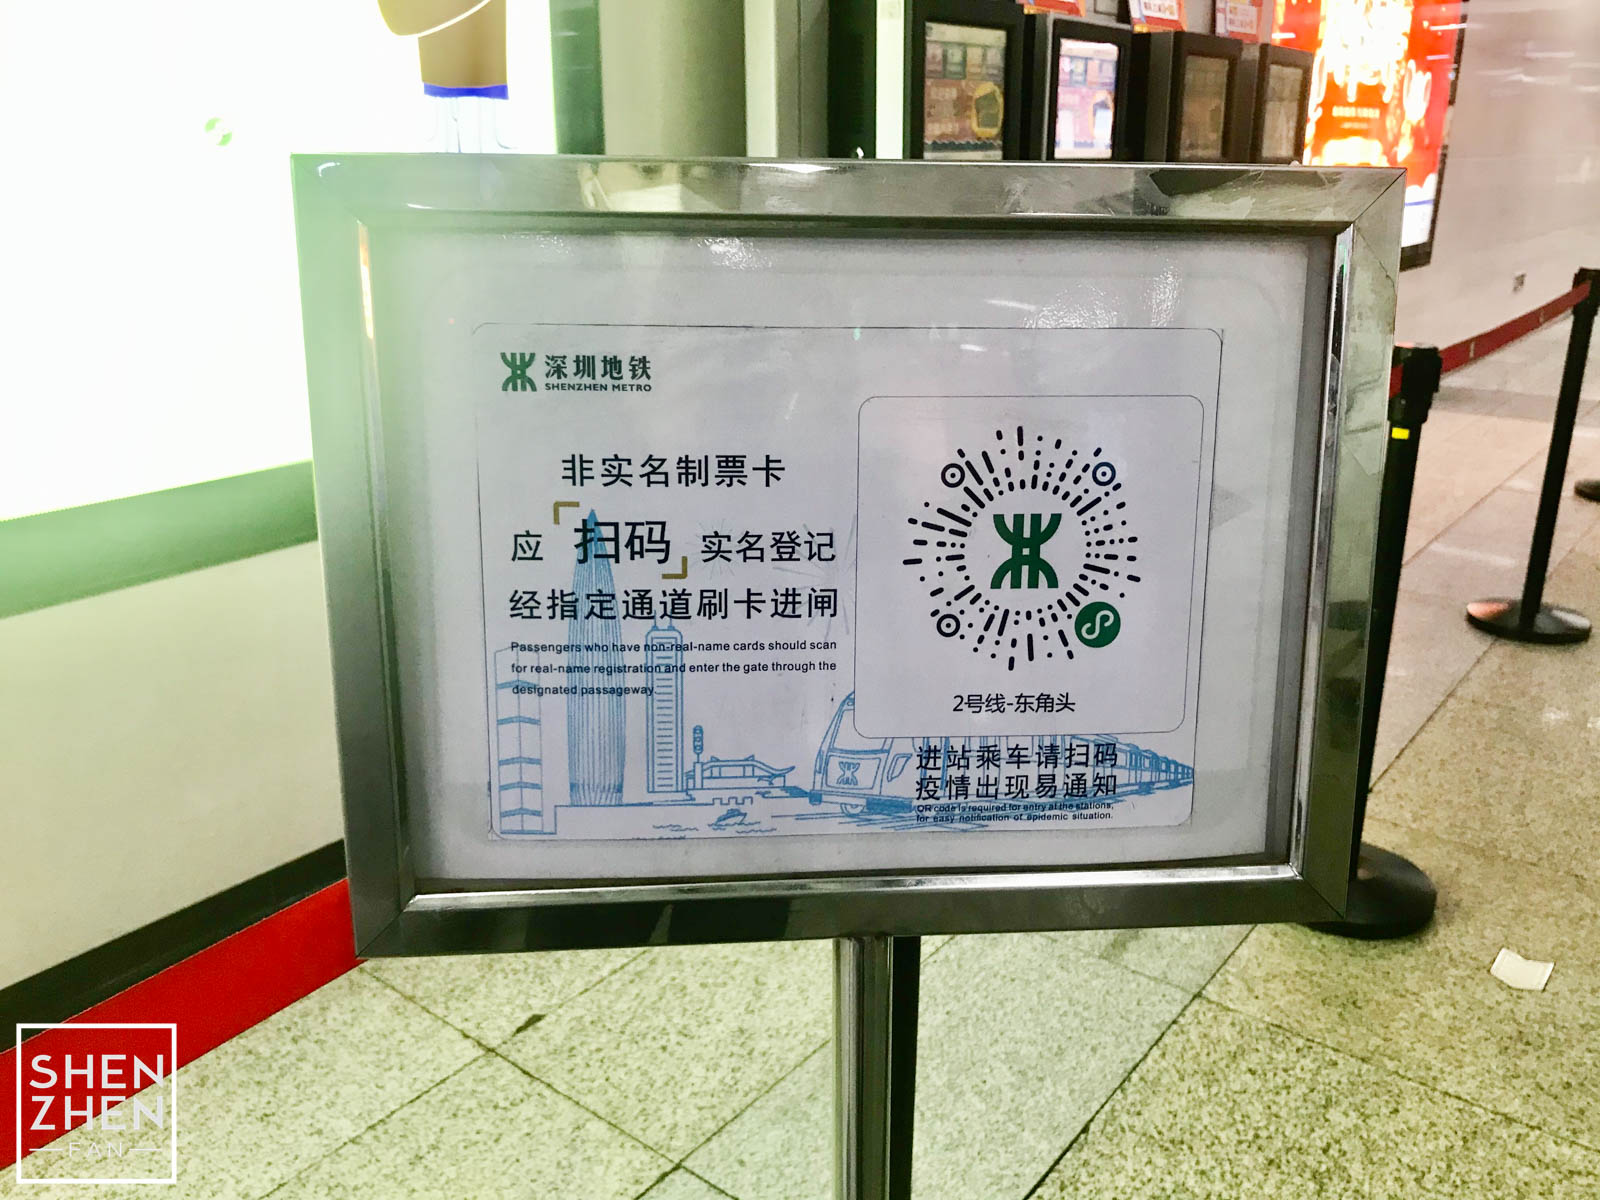 深圳地铁
SHENZHEN METRO
非实名制票卡
应 扫码 实名登记
经指定通道刷卡进闸
Passengers who have non-real-name cards should scan
for real-name registration and enter the gate through the
designated passageway.
2号线-东角头
进站乘车请扫码
疫情出现易通知
QR code is required for entry at the stations,
for easy notification of epidemic situation.
SHEN
ZHEN
FAN